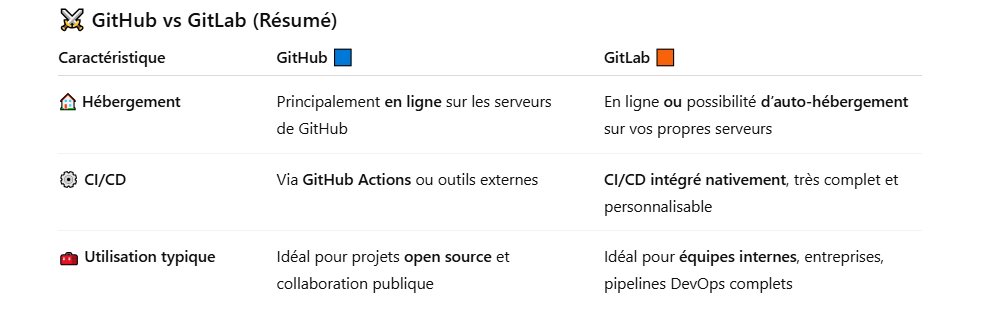 ⚔️ GitHub vs GitLab (Résumé)
Caractéristique GitHub 🟦 GitLab 🟧
🏠 Hébergement Principalement en ligne sur les serveurs En ligne ou possibilité d’auto-hébergement
de GitHub sur vos propres serveurs
⚙️ CI/CD Via GitHub Actions ou outils externes CI/CD intégré nativement, très complet et
personnalisable
🧰 Utilisation typique Idéal pour projets open source et Idéal pour équipes internes, entreprises,
collaboration publique pipelines DevOps complets